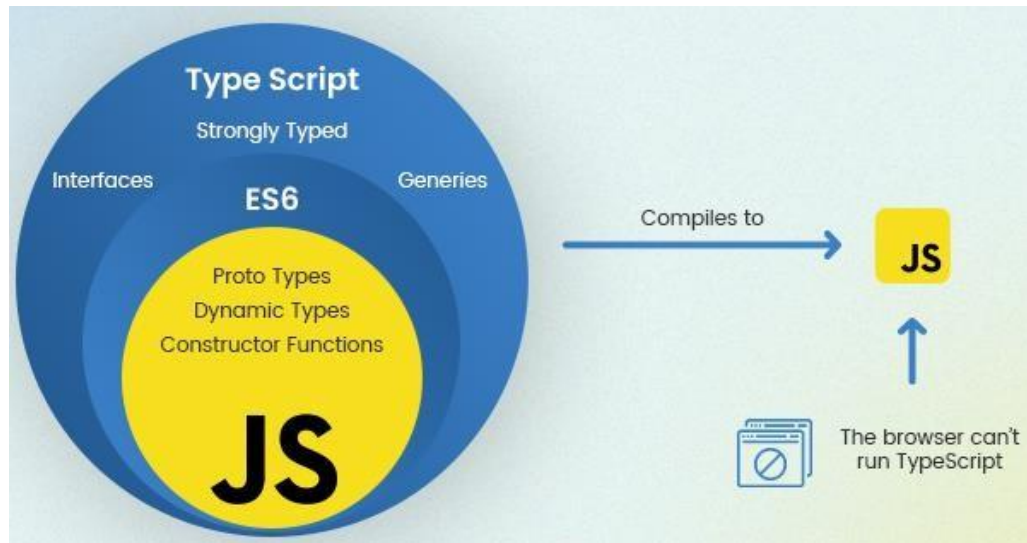 Type Script
Strongly Typed
Interfaces
Generies
ES6
Proto Types
Dynamic Types
Constructor Functions
JS
Compiles to
JS
The browser can't
run TypeScript